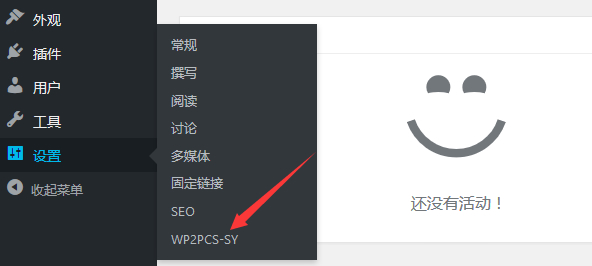 外观
插件
用户
工具
设置
收起菜单
常规
撰写
阅读
讨论
多媒体
固定链接
SEO
WP2PCS-SY
还没有活动！